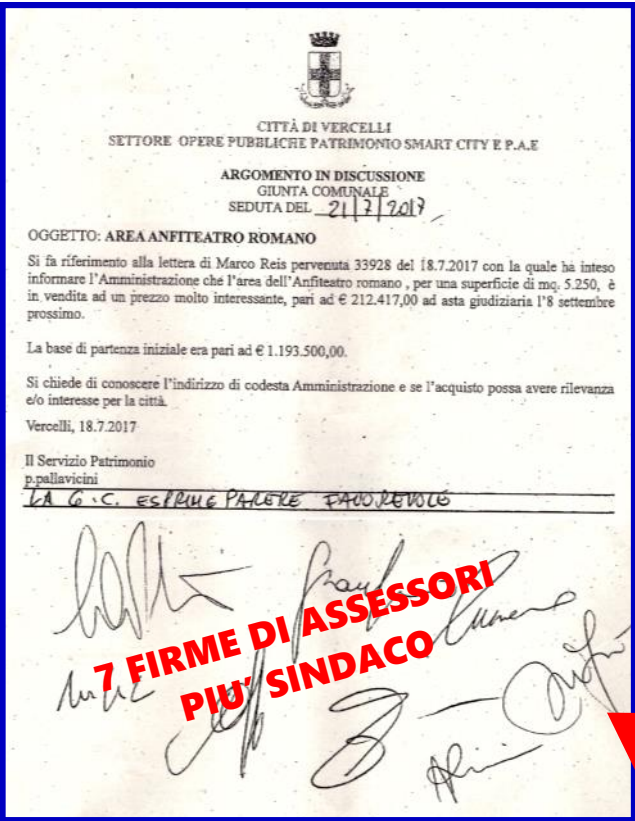 CITTÀ DI VERCELLI
SETTORE OPERE PUBBLICHE PATRIMONIO SMART CITY E P.A.E
ARGOMENTO IN DISCUSSIONE
GIUNTA COMUNALE
SEDUTA DEL 21/7/2017
OGGETTO: AREA ANFITEATRO ROMANO
Si fa riferimento alla lettera di Marco Reis pervenuta 33928 del 18.7.2017 con la quale ha inteso
informare l'Amministrazione che l'area dell'Anfiteatro romano , per una superficie di mq. 5.250, è
in vendita ad un prezzo molto interessante, pari ad € 212.417,00 ad asta giudiziaria l'8 settembre
prossimo.
La base di partenza iniziale era pari ad € 1.193.500,00.
Si chiede di conoscere l'indirizzo di codesta Amministrazione e se l'acquisto possa avere rilevanza
e/o interesse per la città.
Vercelli, 18.7.2017
Il Servizio Patrimonio
p.pallavicini
LA G.C. ESPRIME PARERE FAVOREVOLE
7 FIRME DI ASSESSORI
PIU' SINDACO